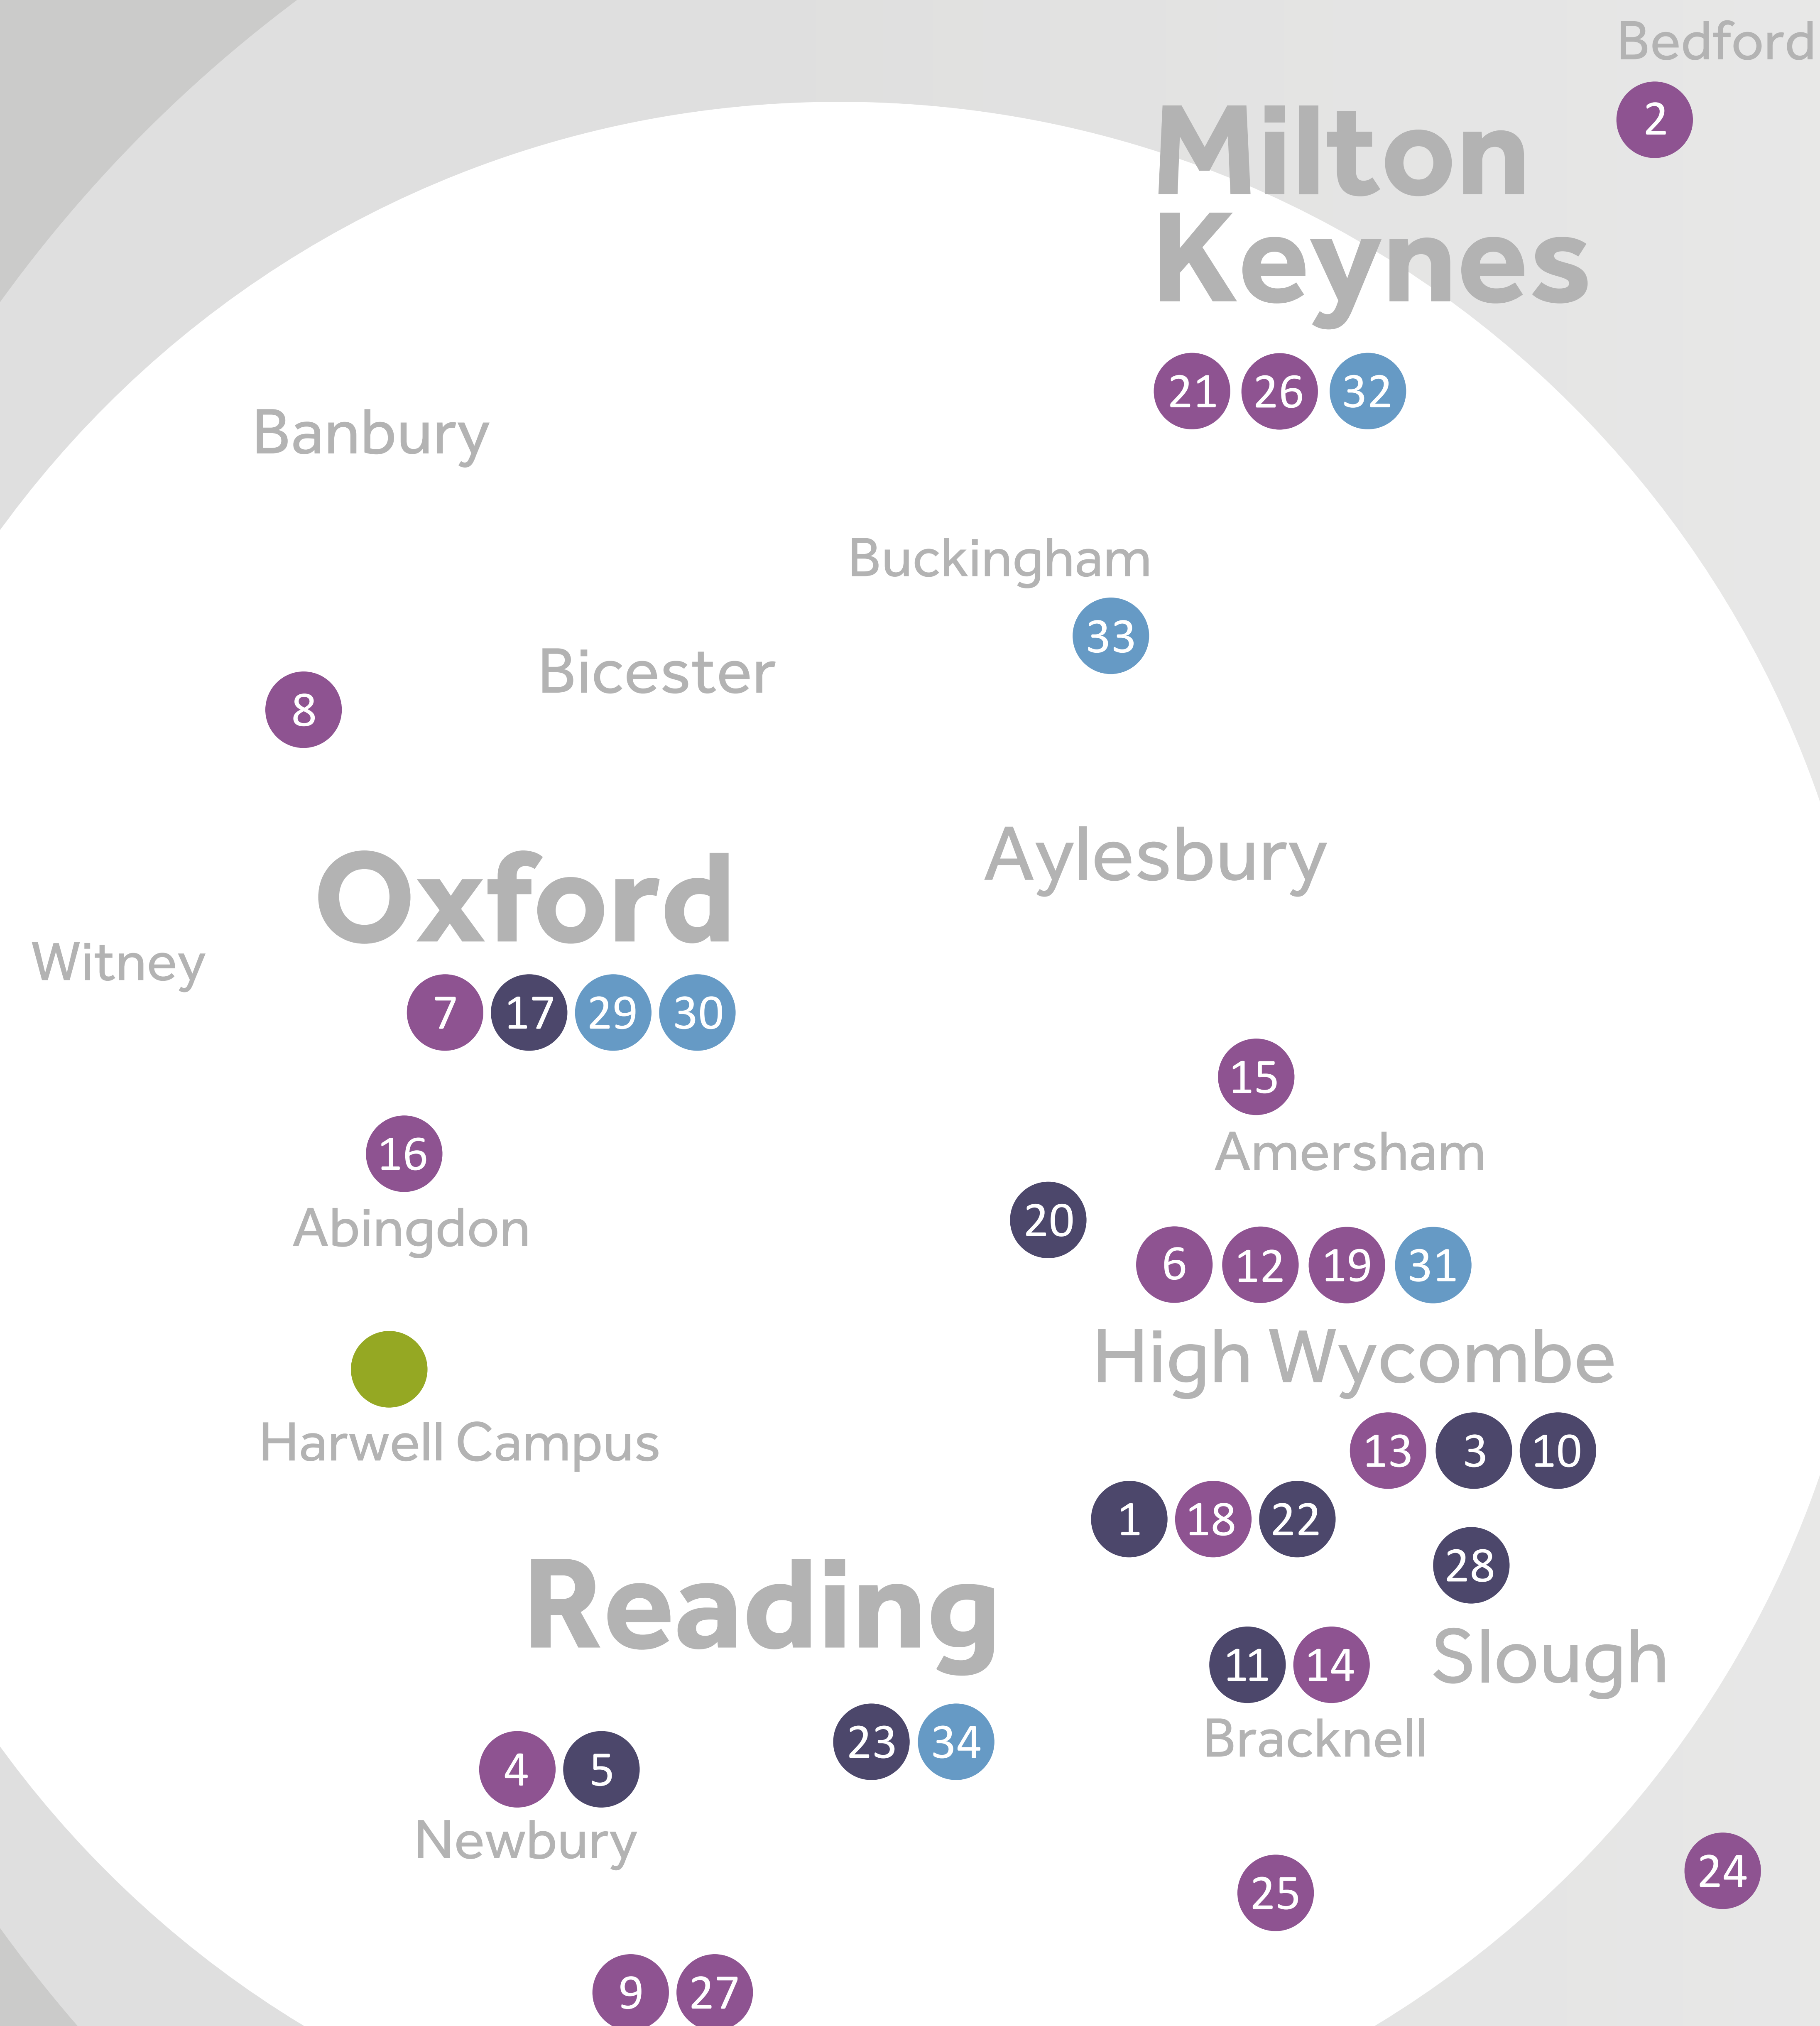 Bedford
2
Milton
Keynes
21 26 32
Banbury
Buckingham
33
Bicester
8
Aylesbury
Oxford
Witney
7 17 29 30
15
Amersham
16
Abingdon
20
6 12 19 31
High Wycombe
Harwell Campus
13 3 10
1 18 22
28
Reading
Slough
11 14
Bracknell
23 34
4 5
Newbury
24
25
9 27